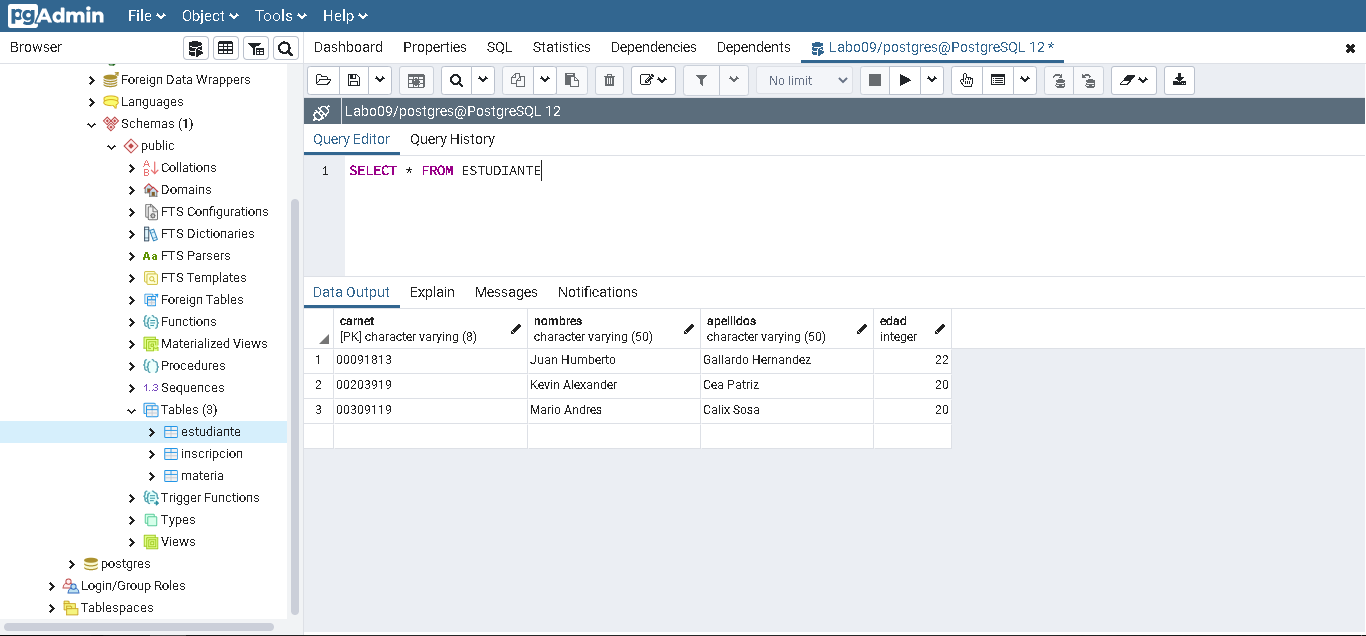 pgAdmin File Object Tools Help
Browser
Dashboard Properties SQL Statistics Dependencies Dependents Labo09/postgres@PostgreSQL 12 *
Foreign Data Wrappers
Languages
Schemas (1)
public
Collations
Domains
FTS Configurations
FTS Dictionaries
Aa FTS Parsers
FTS Templates
Foreign Tables
Functions
Materialized Views
Procedures
1..3 Sequences
Tables (3)
estudiante
inscripcion
materia
Trigger Functions
Types
Views
postgres
Login/Group Roles
Tablespaces
No limit
Labo09/postgres@PostgreSQL 12
Query Editor Query History
1 SELECT * FROM ESTUDIANTE
Data Output Explain Messages Notifications
carnet nombres apellidos edad
[PK] character varying (8) character varying (50) character varying (50) integer
1 00091813 Juan Humberto Gallardo Hernandez 22
2 00203919 Kevin Alexander Cea Patriz 20
3 00309119 Mario Andres Calix Sosa 20